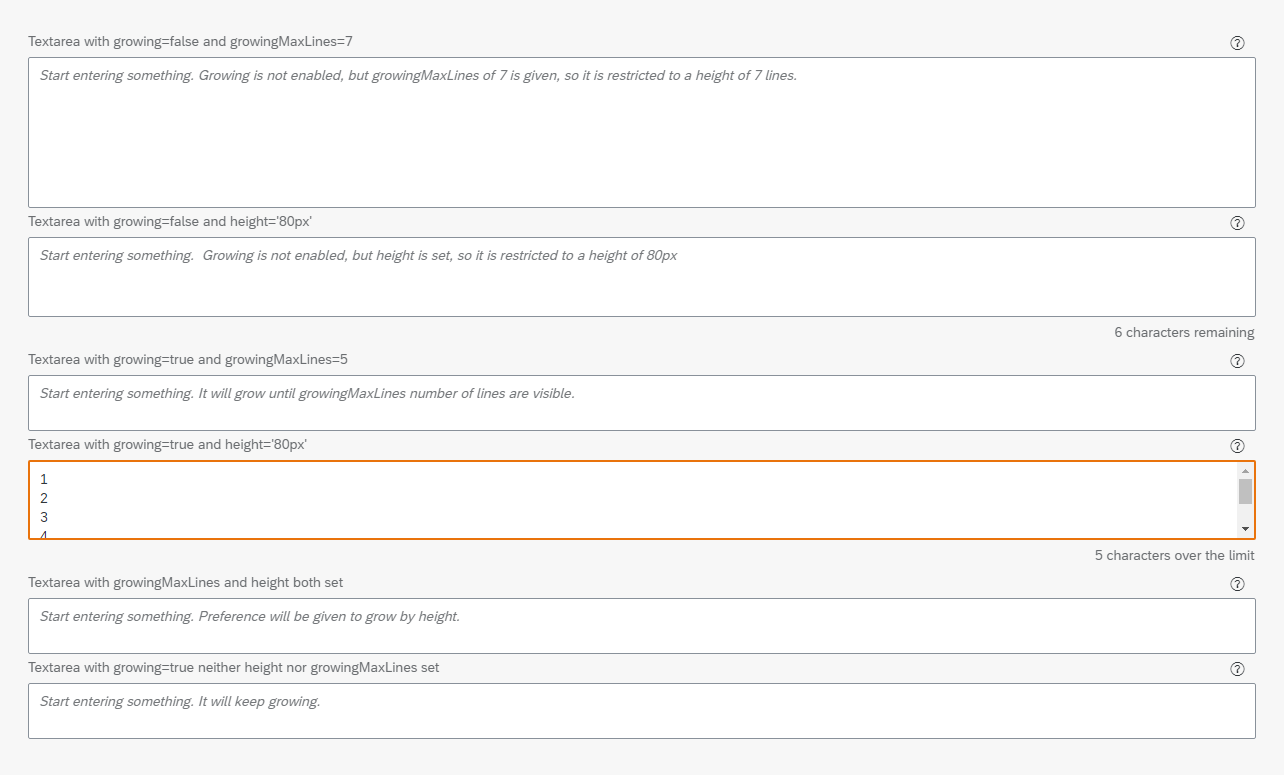 Textarea with growing=false and growingMaxLines=7
Start entering something. Growing is not enabled, but growingMaxLines of 7 is given, so it is restricted to a height of 7 lines.
Textarea with growing=false and height='80px'
Start entering something.  Growing is not enabled, but height is set, so it is restricted to a height of 80px
6 characters remaining
Textarea with growing=true and growingMaxLines=5
Start entering something. It will grow until growingMaxLines number of lines are visible.
Textarea with growing=true and height='80px'
1
2
3
4
5 characters over the limit
Textarea with growingMaxLines and height both set
Start entering something. Preference will be given to grow by height.
Textarea with growing=true neither height nor growingMaxLines set
Start entering something. It will keep growing.